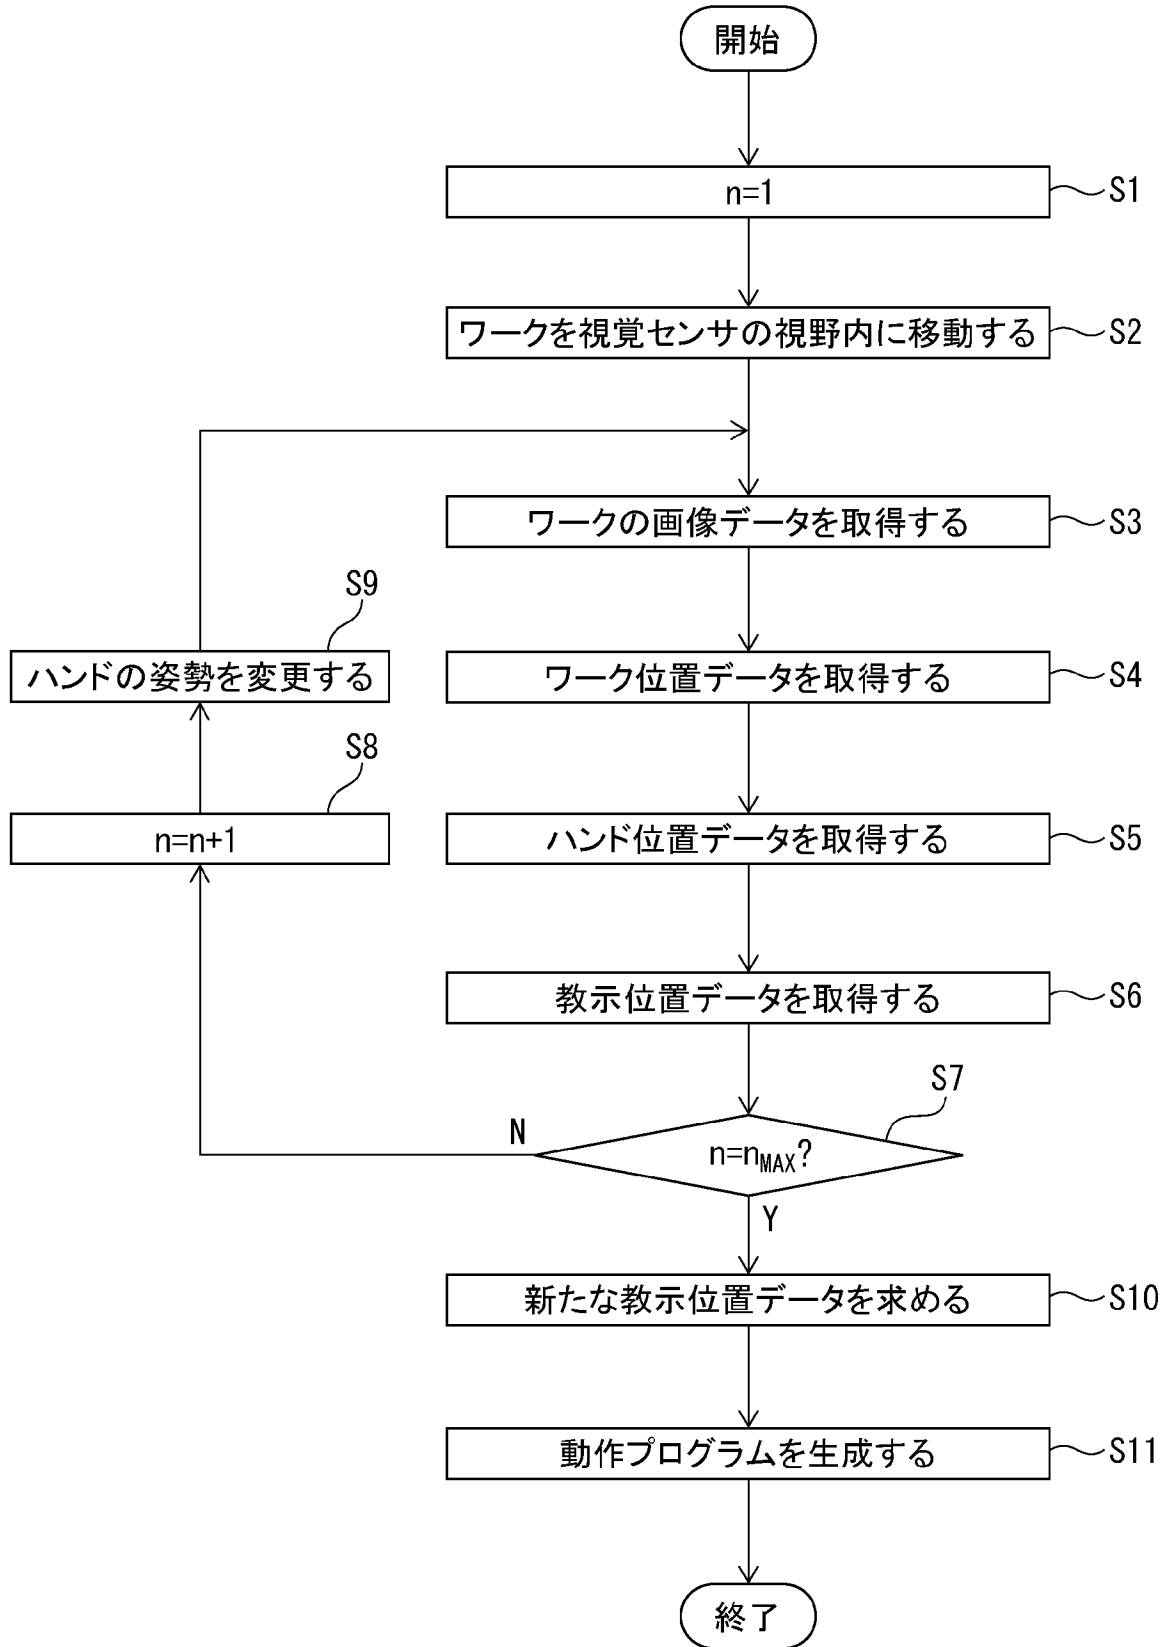 開始
n=1
S1
ワークを視覚センサの視野内に移動する
S2
ワークの画像データを取得する
S3
S9
ハンドの姿勢を変更する
ワーク位置データを取得する
S4
S8
n=n+1
ハンド位置データを取得する
S5
教示位置データを取得する
S6
S7
N
n=nMAX?
Y
新たな教示位置データを求める
S10
動作プログラムを生成する
S11
終了